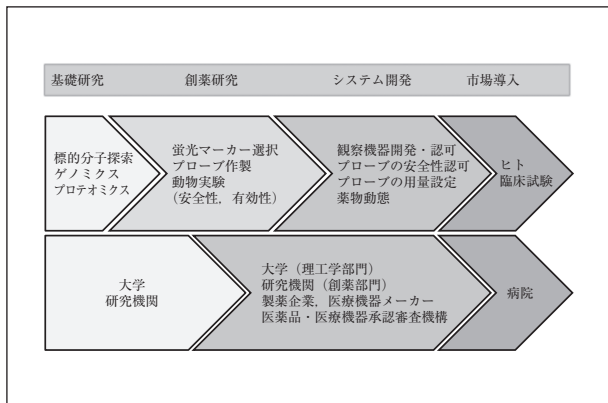 基礎研究 創薬研究 システム開発 市場導入
標的分子探索
ゲノミクス
プロテオミクス
蛍光マーカー選択
プローブ作製
動物実験
（安全性，有効性）
観察機器開発・認可
プローブの安全性認可
プローブの用量設定
薬物動態
ヒト
臨床試験
大学
研究機関
大学（理工学部門）
研究機関（創薬部門）
製薬企業，医療機器メーカー
医薬品・医療機器承認審査機構
病院